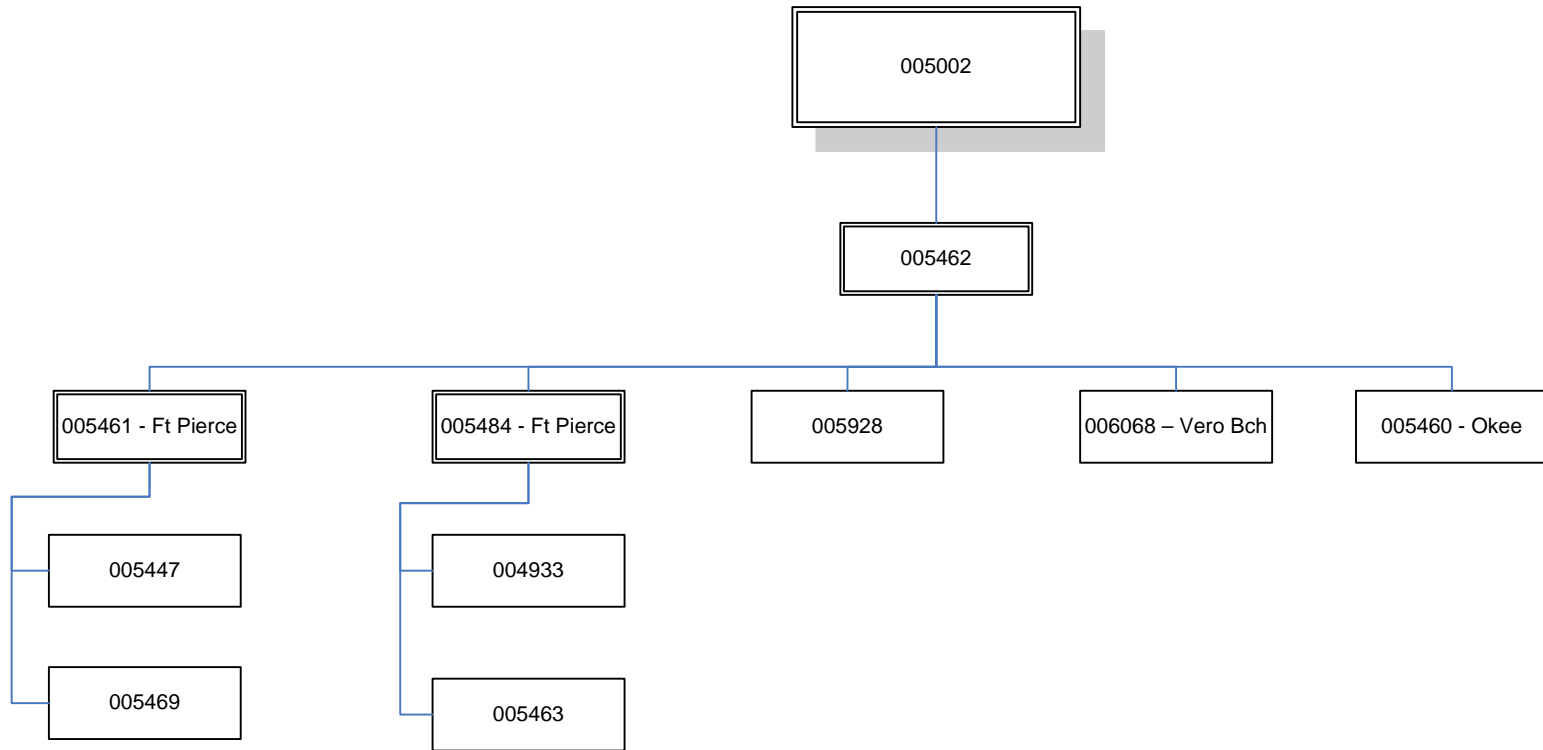 005002
005462
005461 - Ft Pierce
005484 - Ft Pierce
005928
006068 – Vero Bch
005460 - Okee
005447
004933
005469
005463